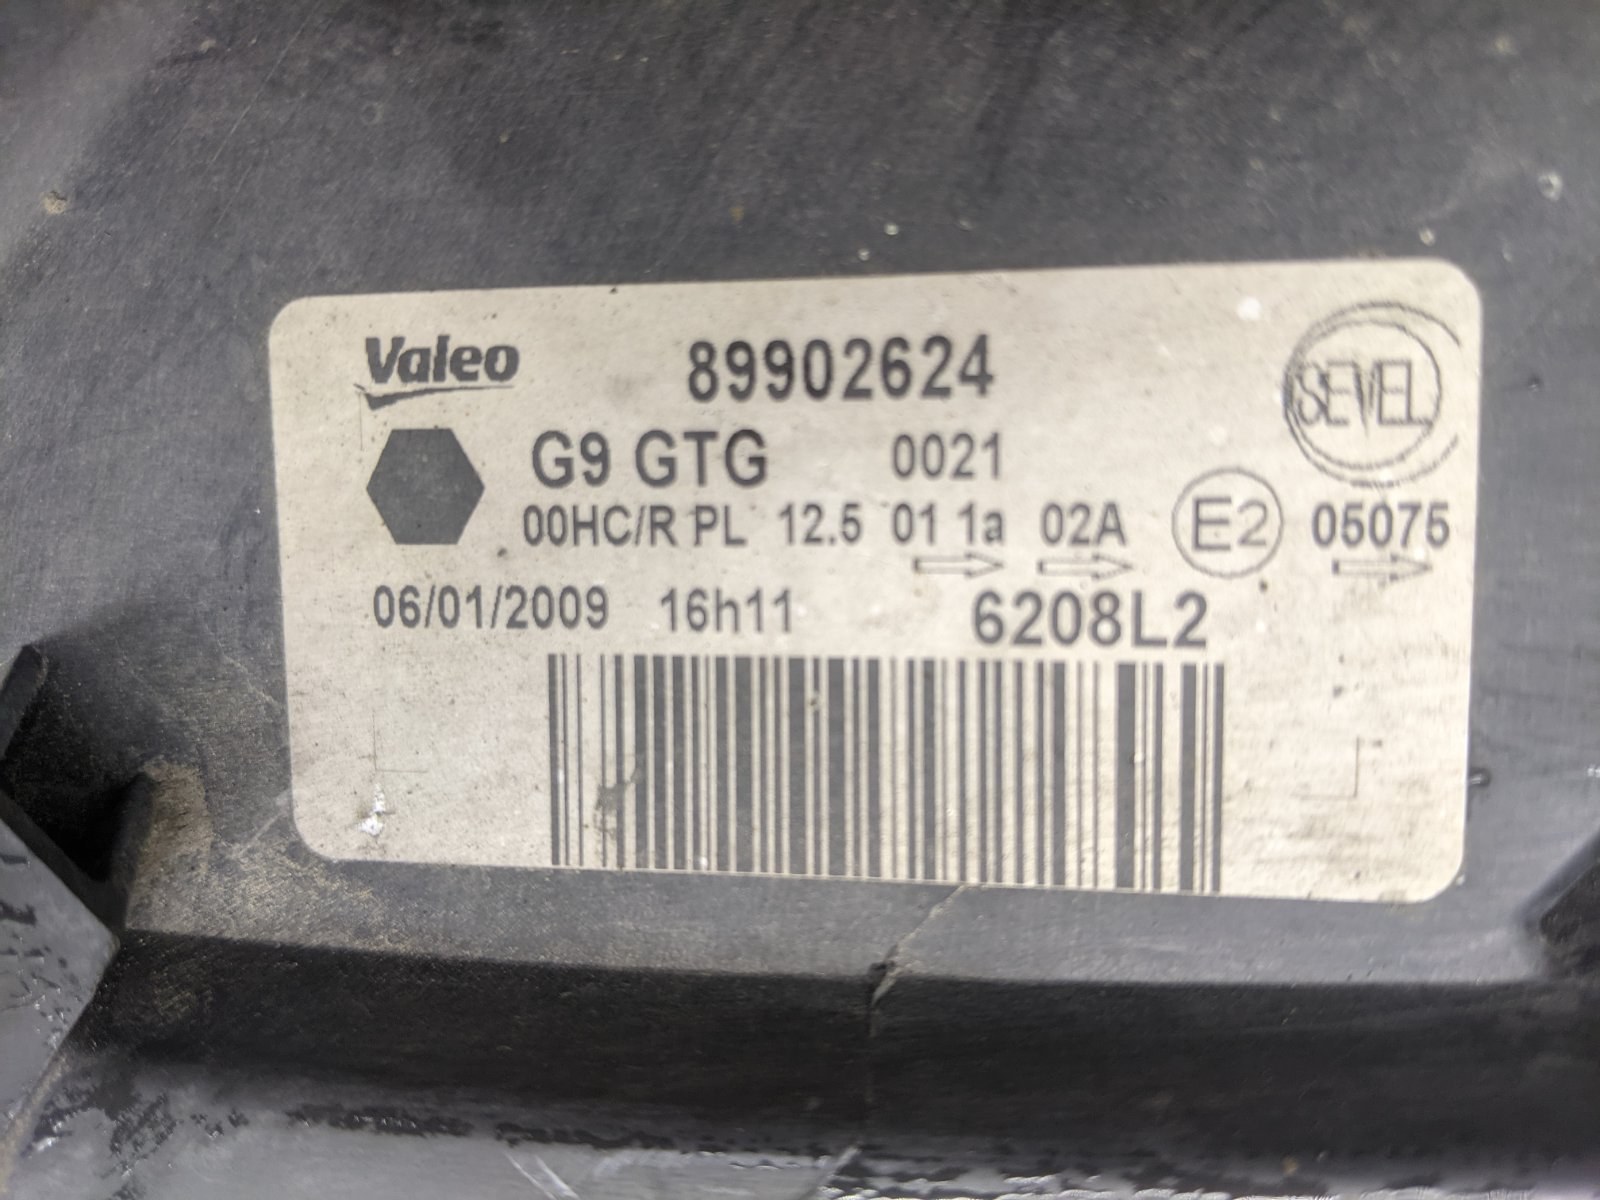 Valeo 89902624 SEVEL
G9 GTG 0021
00HC/R PL 12.5 01 1a 02A E2 05075
06/01/2009 16h11 6208L2